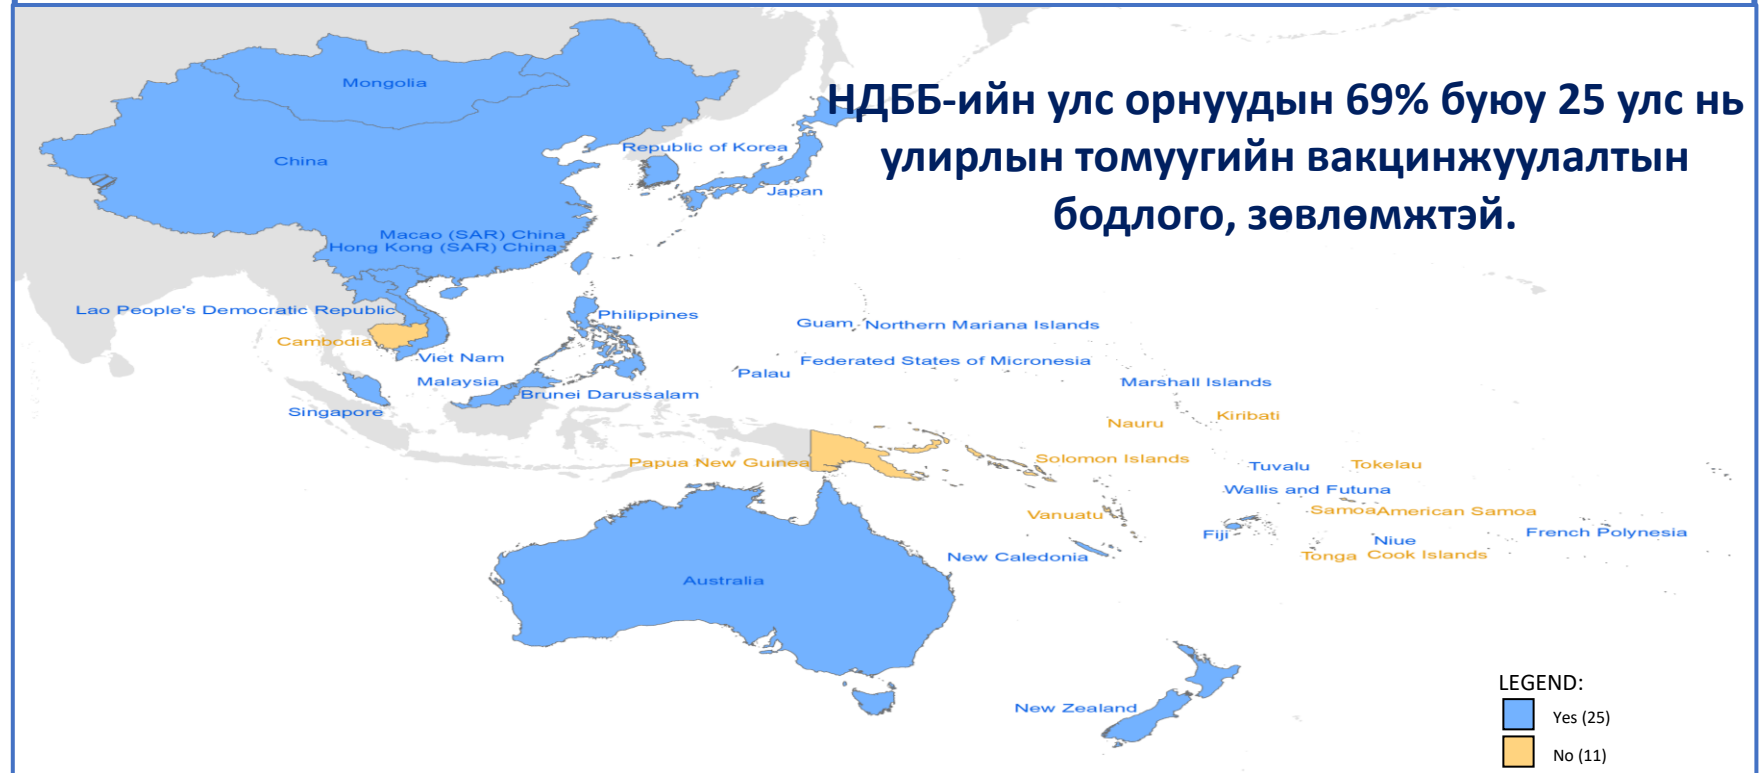 НДББ-ийн улс орнуудын 69% буюу 25 улс нь
улирлын томуугийн вакцинжуулалтын
бодлого, зөвлөмжтэй.
Mongolia
China
Republic of Korea
Japan
Macao (SAR) China
Hong Kong (SAR) China
Lao People's Democratic Republic
Philippines
Guam
Northern Mariana Islands
Cambodia
Viet Nam
Federated States of Micronesia
Palau
Malaysia
Brunei Darussalam
Marshall Islands
Singapore
Nauru
Kiribati
Papua New Guinea
Solomon Islands
Tuvalu
Tokelau
Wallis and Futuna
Vanuatu
Samoa
American Samoa
Fiji
Niue
French Polynesia
New Caledonia
Tonga
Cook Islands
Australia
New Zealand
LEGEND:
Yes (25)
No (11)